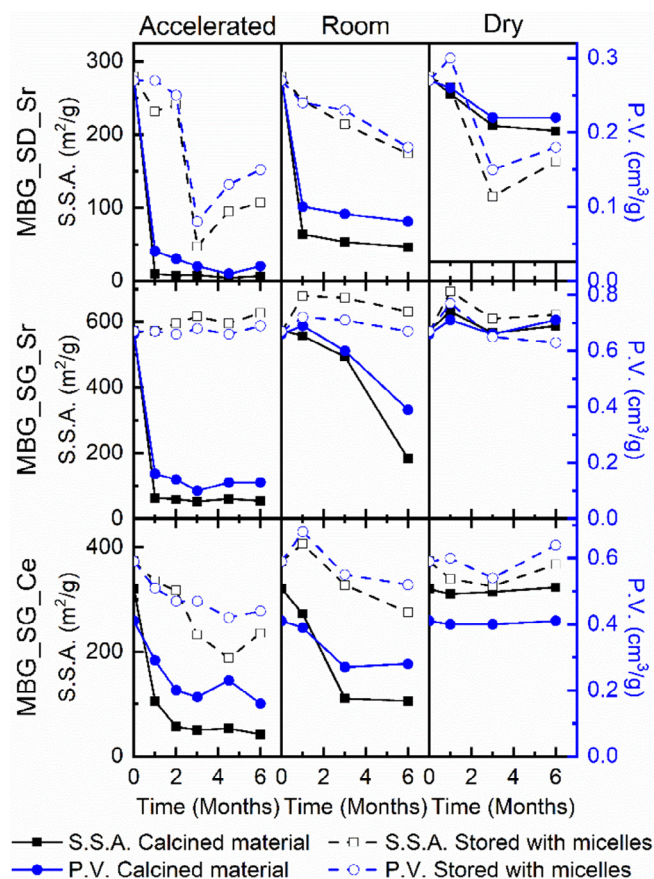 Accelerated Room Dry
MBG_SD_Sr
S.S.A. (m²/g)
300
200
100
0
0.3
0.2
0.1
0.0
P.V. (cm³/g)
MBG_SG_Sr
S.S.A. (m²/g)
600
400
200
0
0.8
0.6
0.4
0.2
0.0
P.V. (cm³/g)
MBG_SG_Ce
S.S.A. (m²/g)
400
200
0
0.6
0.4
0.2
0.0
P.V. (cm³/g)
0 2 4 6 0 2 4 6 0 2 4 6
Time (Months) Time (Months) Time (Months)
S.S.A. Calcined material S.S.A. Stored with micelles
P.V. Calcined material P.V. Stored with micelles